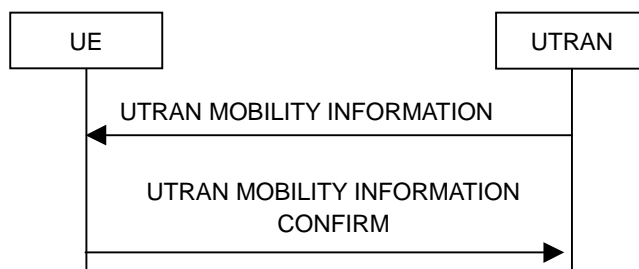 UE
UTRAN
UTRAN MOBILITY INFORMATION
UTRAN MOBILITY INFORMATION
CONFIRM